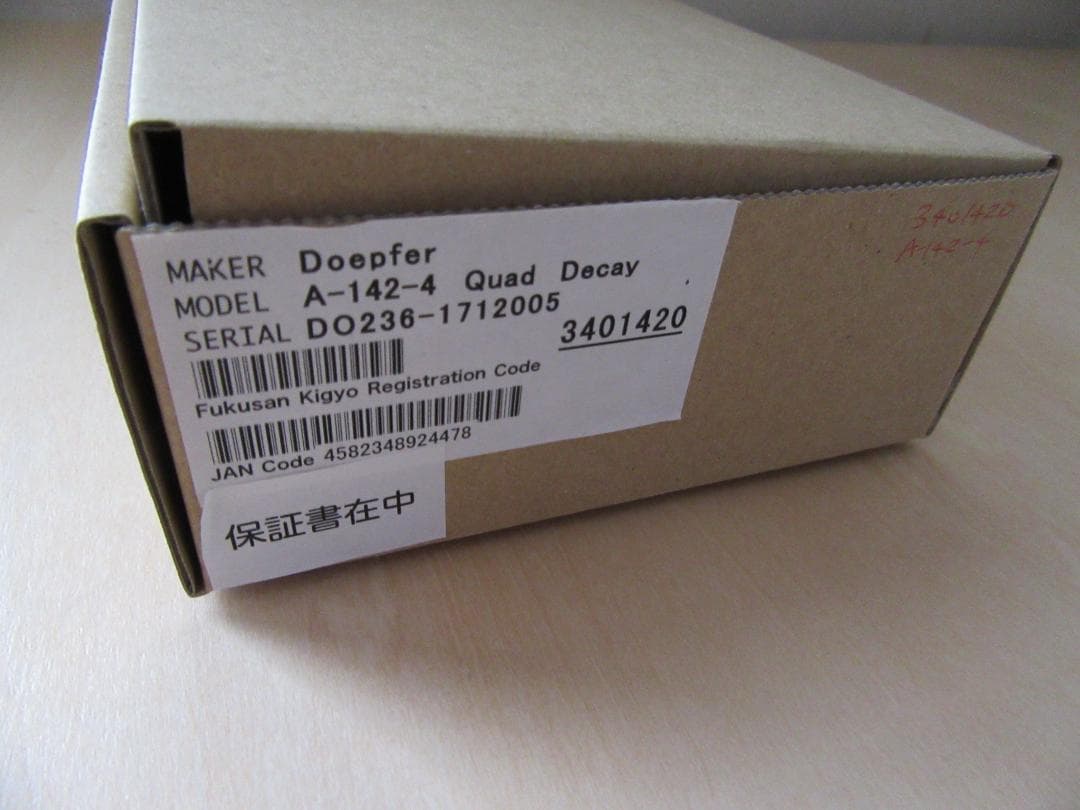 MAKER Doepfer
MODEL A-142-4 Quad Decay
SERIAL DO236-1712005
3401420
Fukusan Kigyo Registration Code
JAN Code 4582348924478
保証書在中
3401420
A-142-4